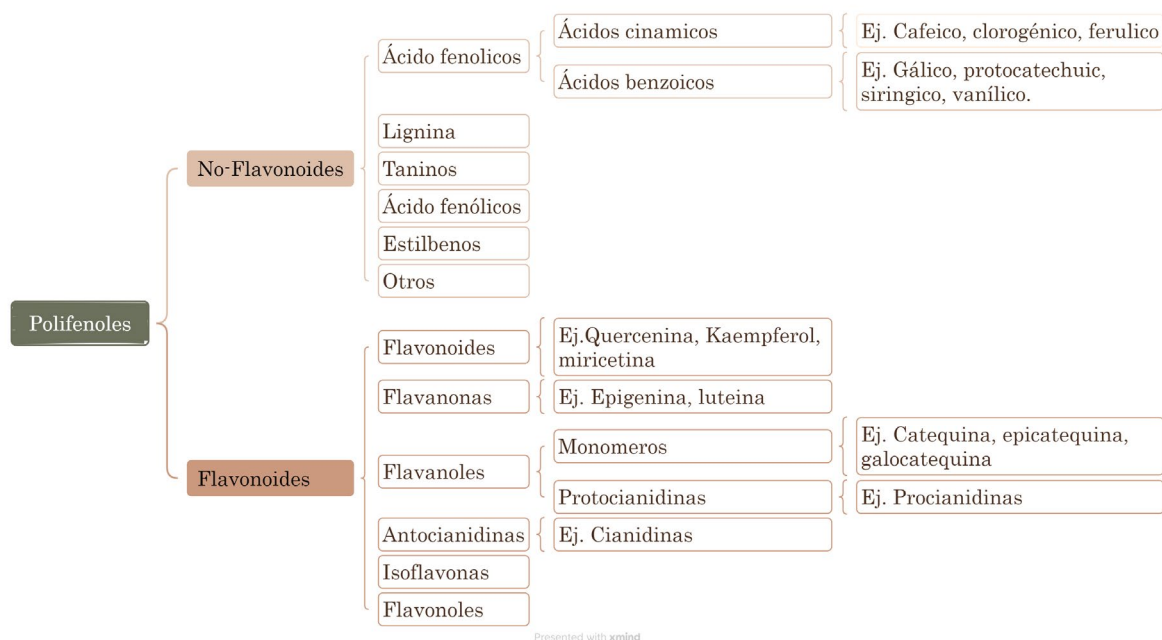 Polifenoles
No-Flavonoides
Ácido fenolicos
Ácidos cinamicos
Ej. Cafeico, clorogénico, ferulico
Ácidos benzoicos
Ej. Gálico, protocatechuic,
siringico, vanílico.
Lignina
Taninos
Ácido fenólicos
Estilbenos
Otros
Flavonoides
Flavonoides
Ej.Quercenina, Kaempferol,
miricetina
Flavanonas
Ej. Epigenina, luteina
Flavanoles
Monomeros
Ej. Catequina, epicatequina,
galocatequina
Protocianidinas
Ej. Procianidinas
Antocianidinas
Ej. Cianidinas
Isoflavonas
Flavonoles
Presented with xmind